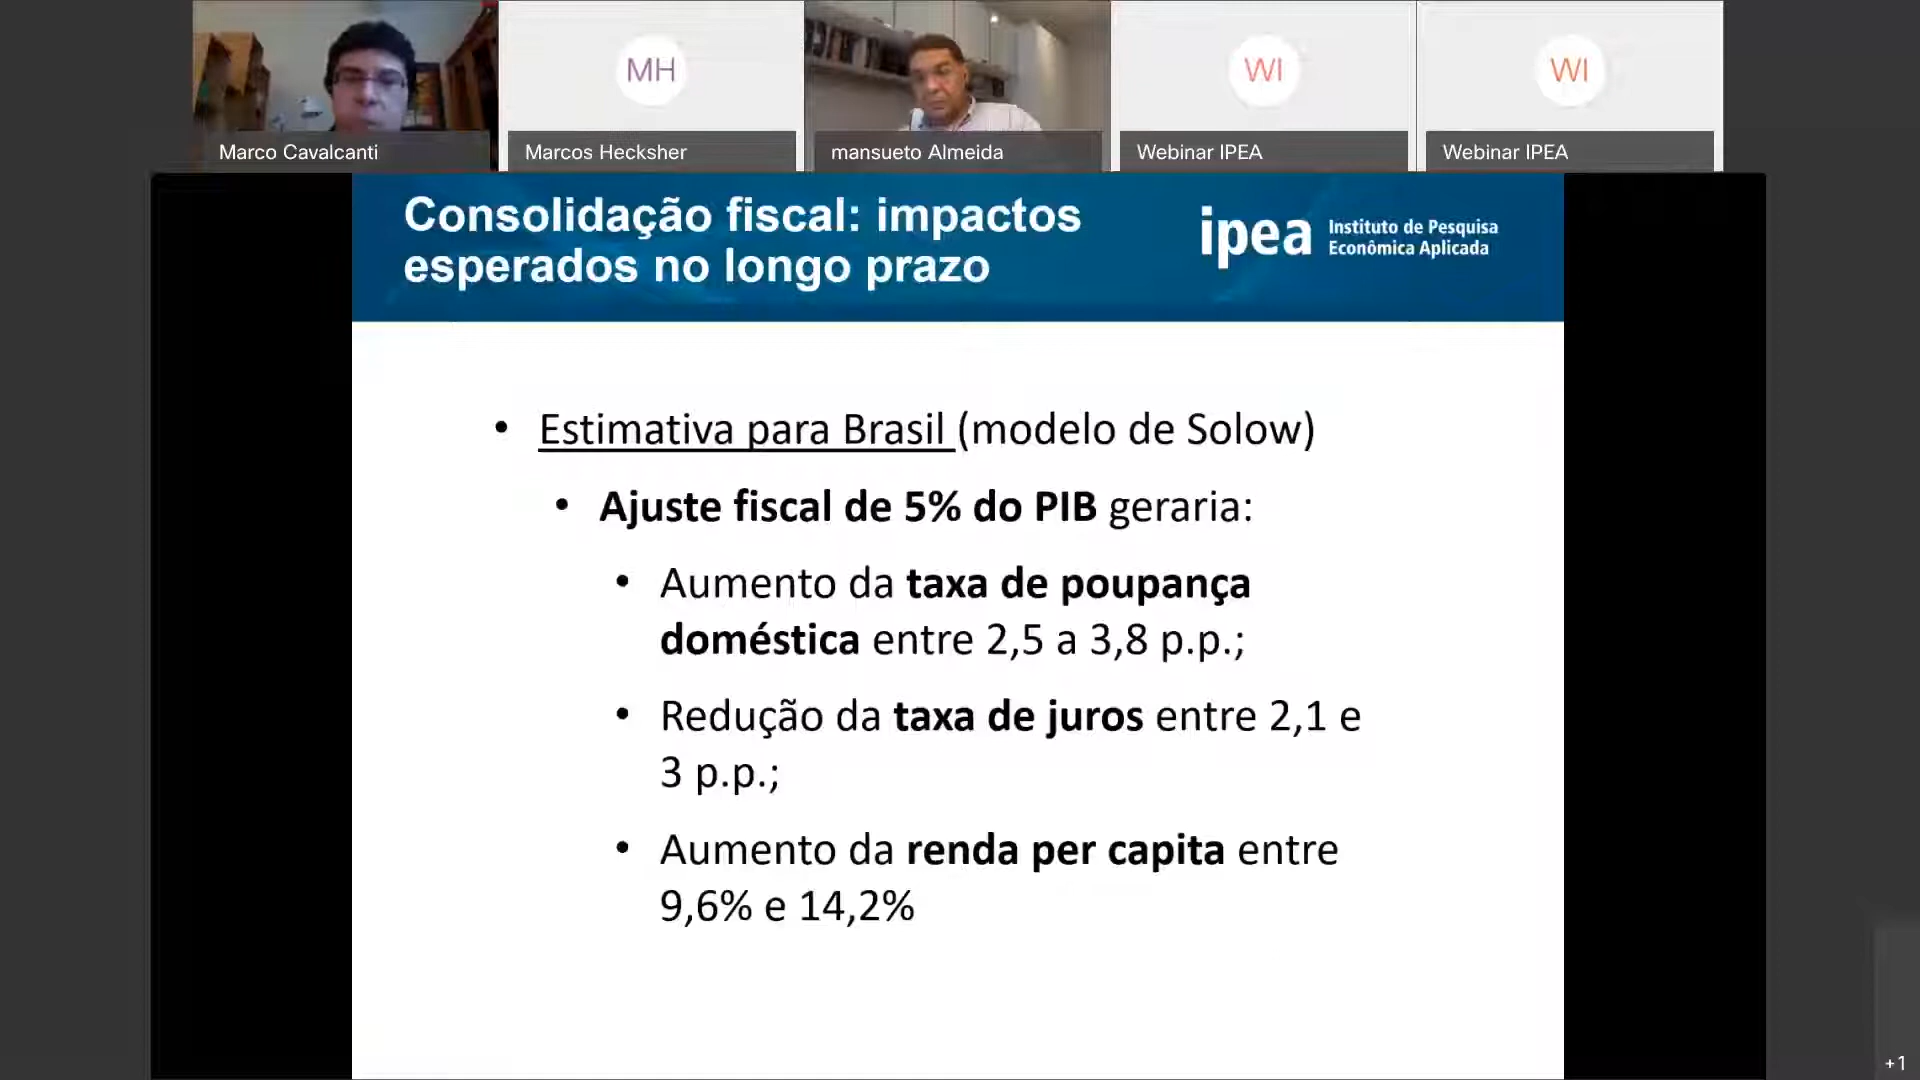 MH
WI
WI
Marco Cavalcanti
Marcos Hecksher
mansueto Almeida
Webinar IPEA
Webinar IPEA
Consolidação fiscal: impactos
esperados no longo prazo
ipea
Instituto de Pesquisa
Econômica Aplicada
• Estimativa para Brasil (modelo de Solow)
• Ajuste fiscal de 5% do PIB geraria:
• Aumento da taxa de poupança
doméstica entre 2,5 a 3,8 p.p.;
• Redução da taxa de juros entre 2,1 e
3 p.p.;
• Aumento da renda per capita entre
9,6% e 14,2%
+1